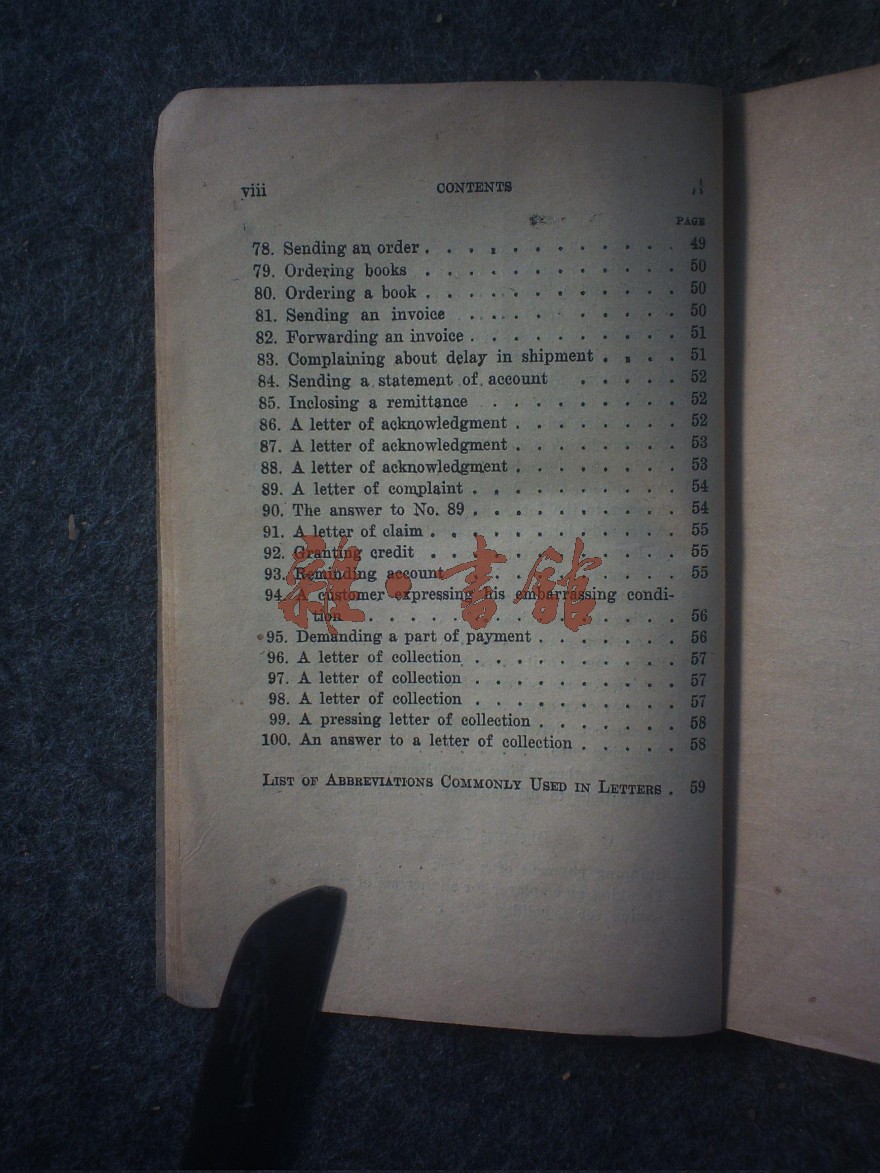 viii CONTENTS
PAGE
78. Sending an order . . . . . . . . . . . . 49
79. Ordering books . . . . . . . . . . . . 50
80. Ordering a book . . . . . . . . . . . . 50
81. Sending an invoice . . . . . . . . . . 50
82. Forwarding an invoice . . . . . . . . . . 51
83. Complaining about delay in shipment . . . . 51
84. Sending a statement of account . . . . . 52
85. Inclosing a remittance . . . . . . . . . 52
86. A letter of acknowledgment . . . . . . . . 52
87. A letter of acknowledgment . . . . . . . . 53
88. A letter of acknowledgment . . . . . . . . 53
89. A letter of complaint . . . . . . . . . . 54
90. The answer to No. 89 . . . . . . . . . . 54
91. A letter of claim . . . . . . . . . . . . 55
92. Granting credit . . . . . . . . . . . . 55
93. Reminding account . . . . . . . . . . 55
94. A customer expressing his embarrassing condi-
tion . . . . . . . . . . . . . . . 56
95. Demanding a part of payment . . . . . . . 56
96. A letter of collection . . . . . . . . . . 57
97. A letter of collection . . . . . . . . . . 57
98. A letter of collection . . . . . . . . . . 57
99. A pressing letter of collection . . . . . . 58
100. An answer to a letter of collection . . . . . 58
LIST OF ABBREVIATIONS COMMONLY USED IN LETTERS . 59
雜·書館